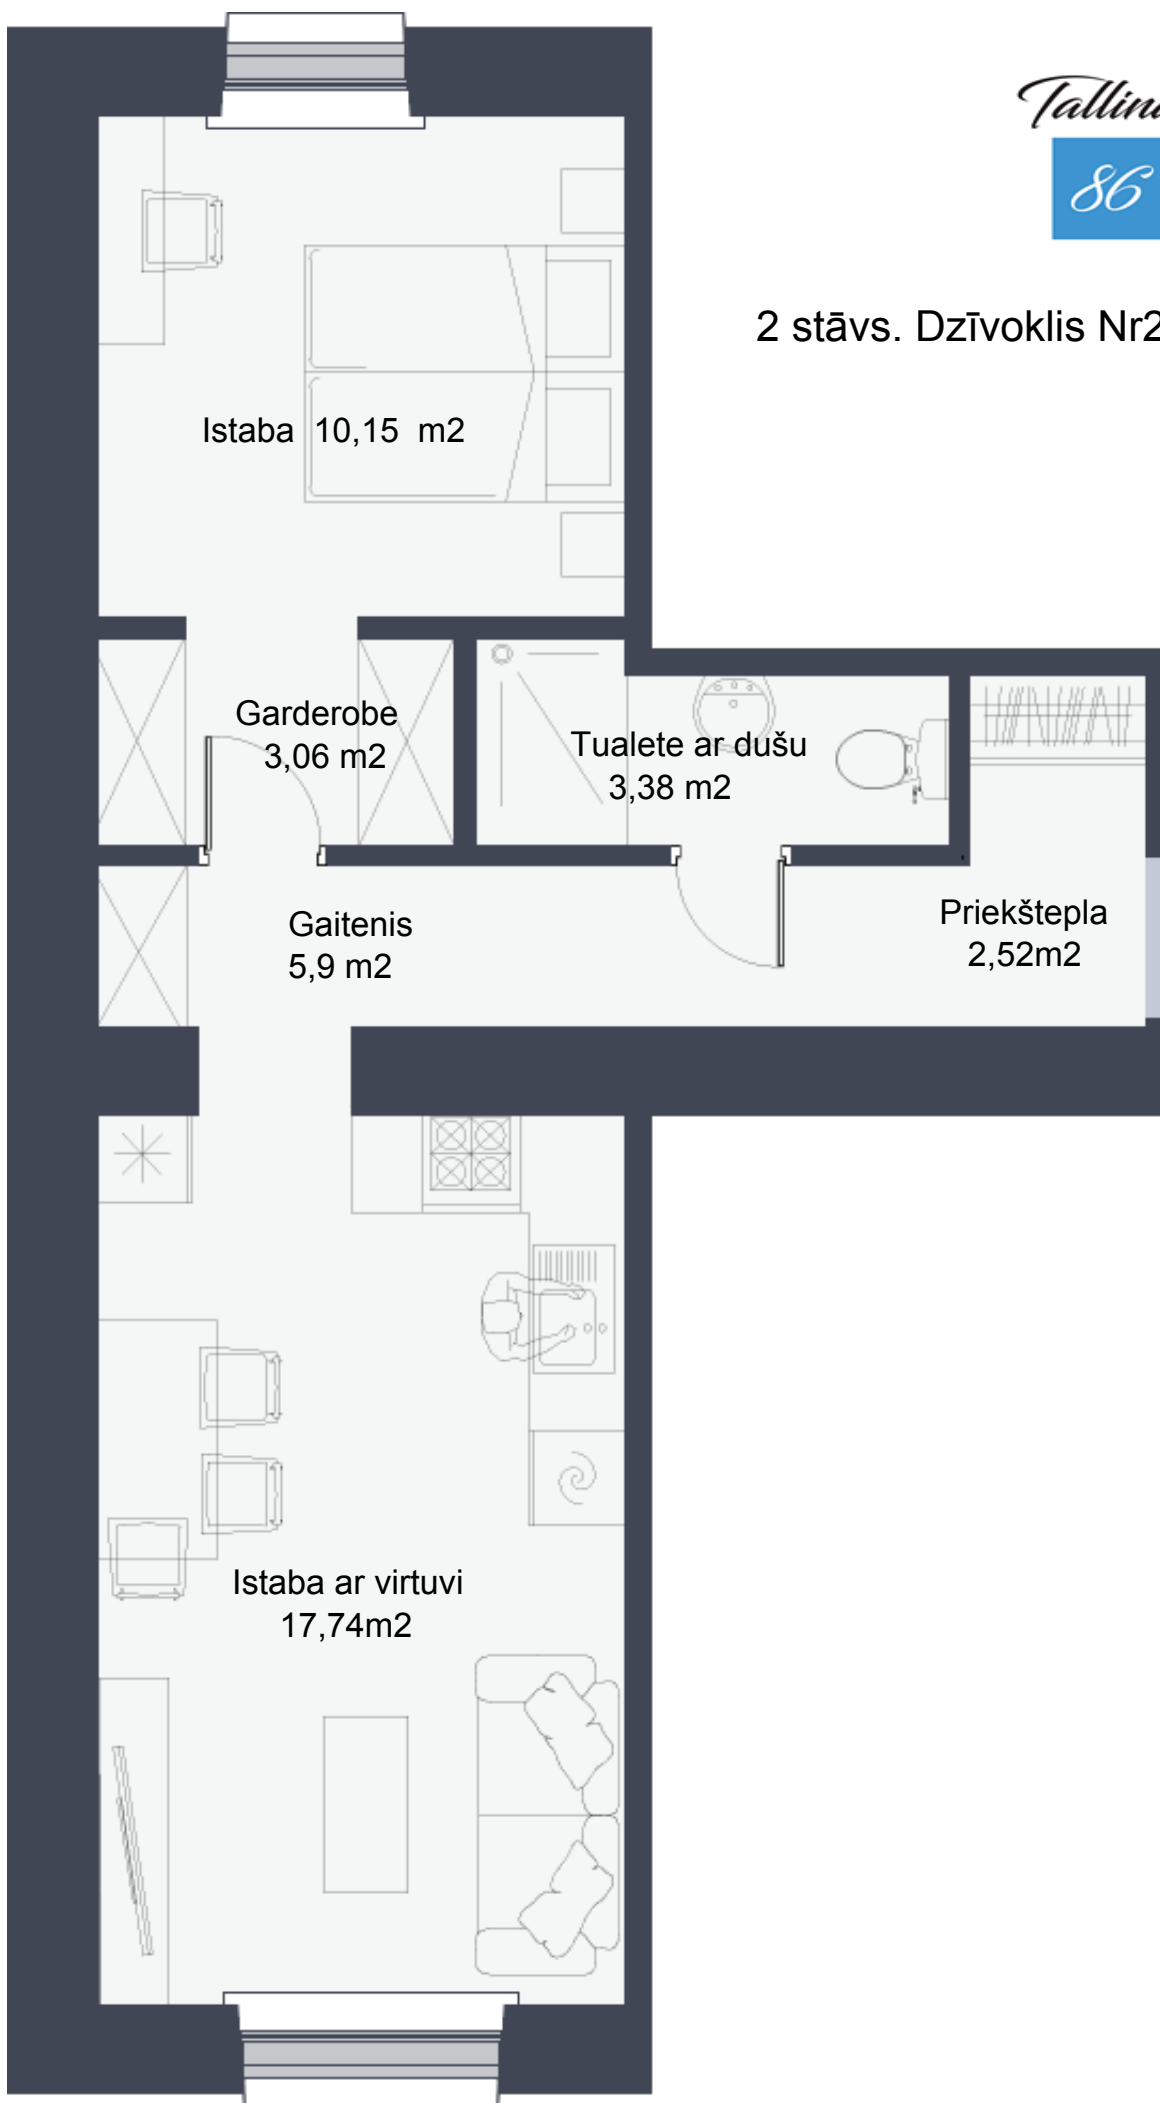 86
2 stāvs. Dzīvoklis Nr2
Istaba 10,15 m2
Garderobe
3,06 m2
Tualete ar dušu
3,38 m2
Gaitenis
5,9 m2
Priekštepla
2,52m2
Istaba ar virtuvi
17,74m2